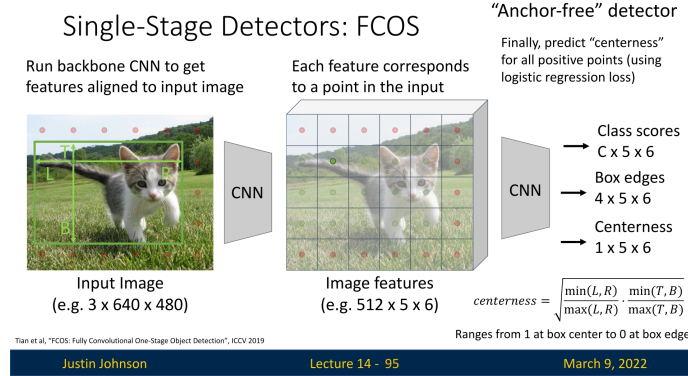 Single-Stage Detectors: FCOS
"Anchor-free" detector
Run backbone CNN to get
features aligned to input image
Each feature corresponds
to a point in the input
Finally, predict "centerness"
for all positive points (using
logistic regression loss)
T
L
R
B
CNN
CNN
Class scores
C x 5 x 6
Box edges
4 x 5 x 6
Centerness
1 x 5 x 6
Input Image
(e.g. 3 x 640 x 480)
Image features
(e.g. 512 x 5 x 6)
centerness = √(min(L, R)/max(L, R) · min(T, B)/max(T, B))
Ranges from 1 at box center to 0 at box edge
Tian et al, "FCOS: Fully Convolutional One-Stage Object Detection", ICCV 2019
Justin Johnson
Lecture 14 - 95
March 9, 2022